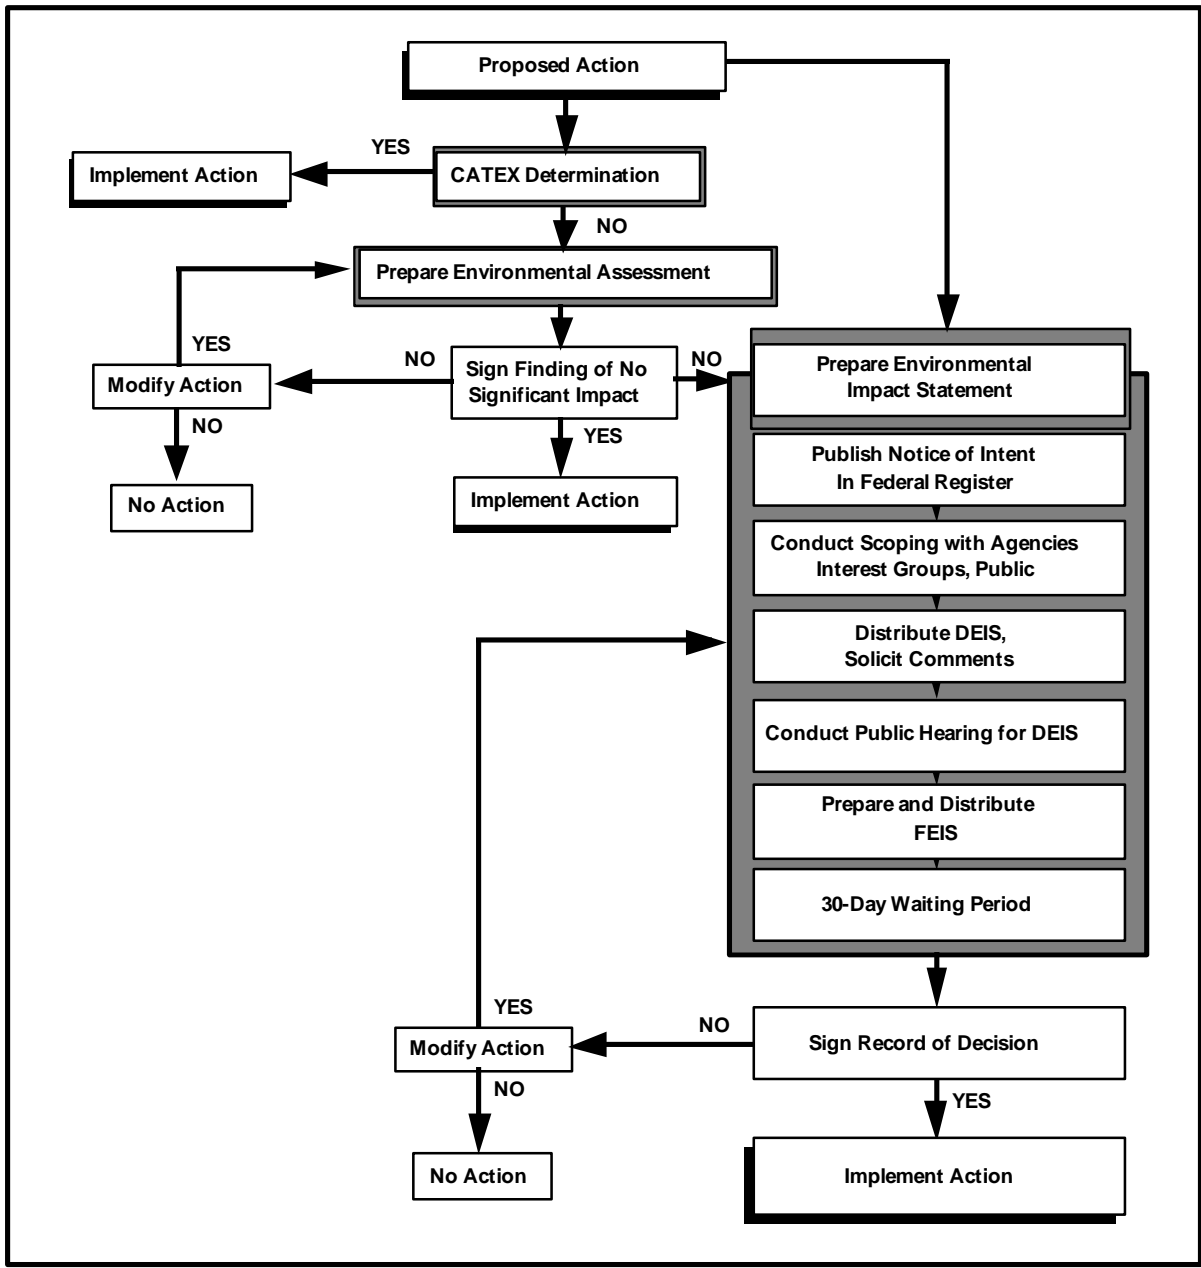 Proposed Action
YES
Implement Action
CATEX Determination
NO
Prepare Environmental Assessment
YES
NO
Sign Finding of No
Significant Impact
NO
Prepare Environmental
Impact Statement
Modify Action
NO
YES
No Action
Implement Action
Publish Notice of Intent
In Federal Register
Conduct Scoping with Agencies
Interest Groups, Public
Distribute DEIS,
Solicit Comments
Conduct Public Hearing for DEIS
Prepare and Distribute
FEIS
30-Day Waiting Period
YES
NO
Modify Action
Sign Record of Decision
NO
YES
No Action
Implement Action